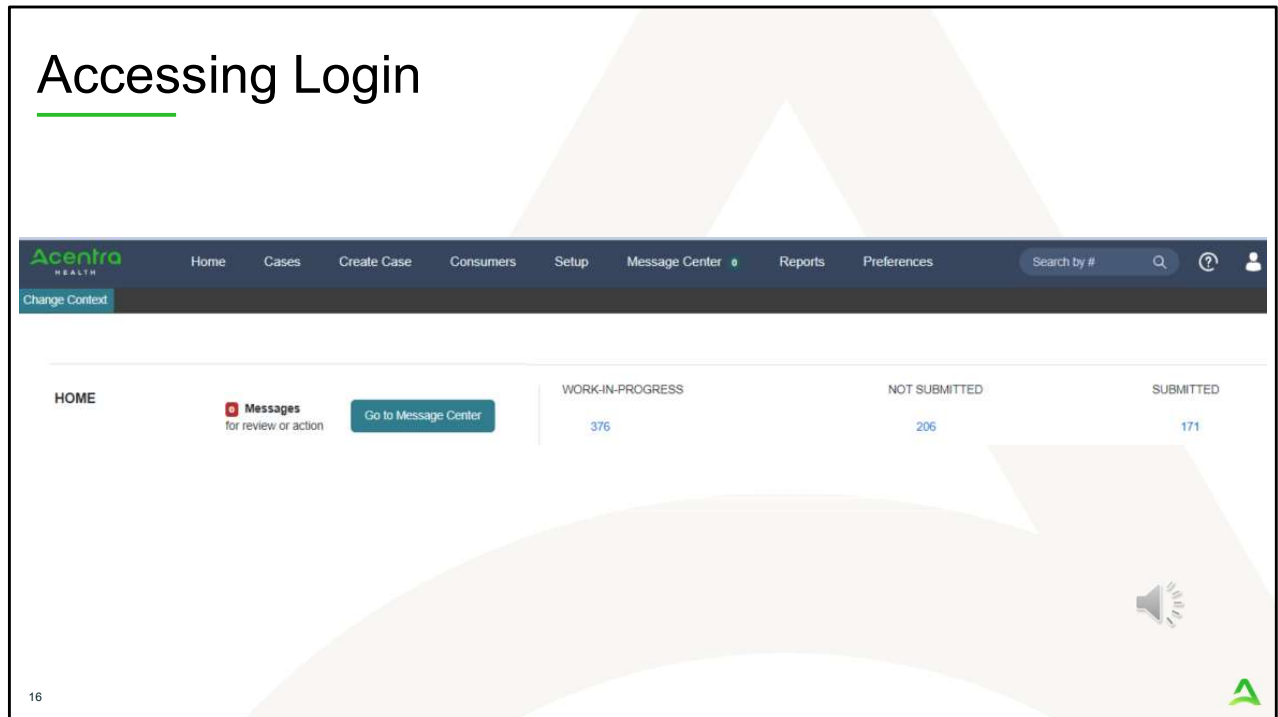 Accessing Login
Acentra
HEALTH
Home Cases Create Case Consumers Setup Message Center 0 Reports Preferences Search by #
Change Context
HOME
0 Messages
for review or action
Go to Message Center
WORK-IN-PROGRESS NOT SUBMITTED SUBMITTED
376 206 171
16